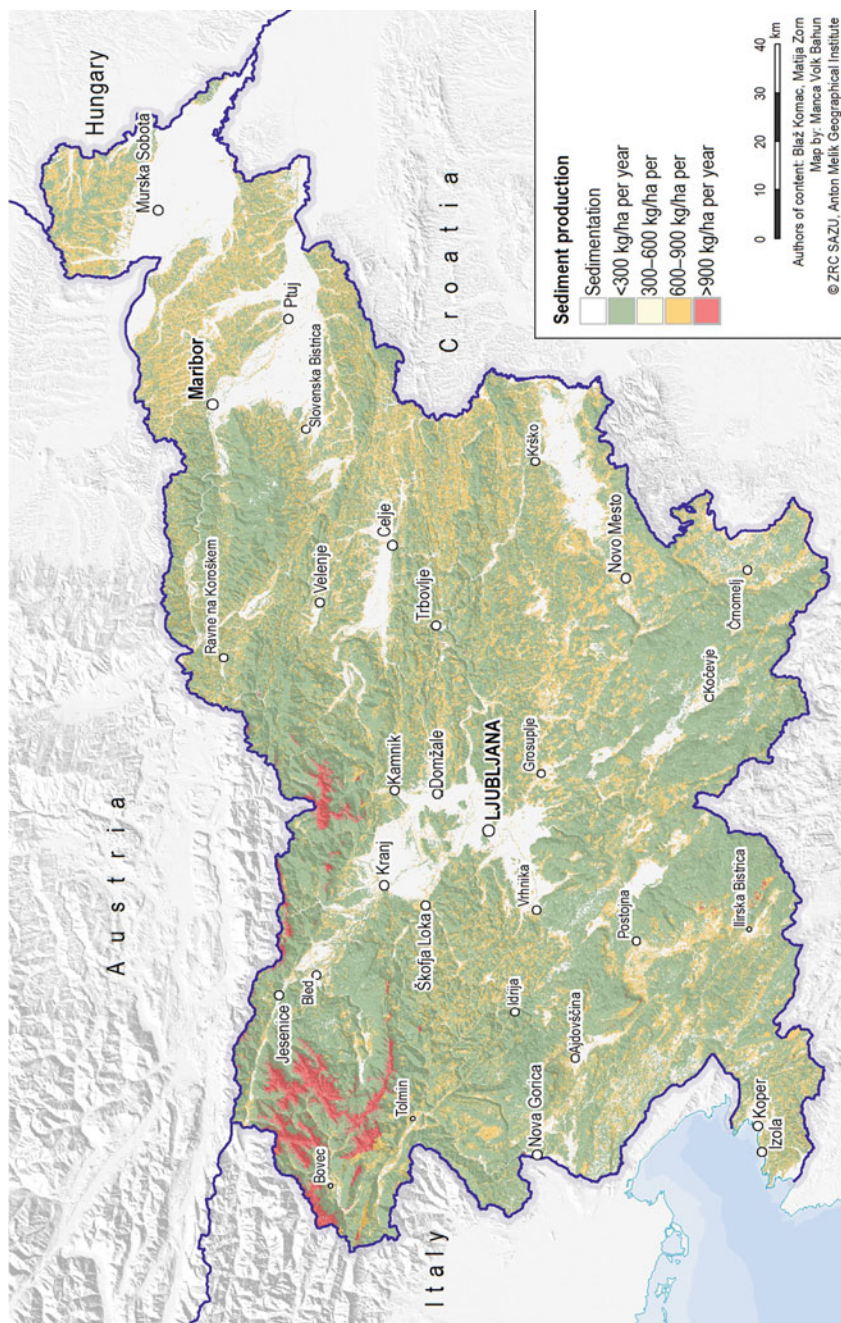 Austria
Hungary
Italy
Croatia
Murska Sobota
Maribor
Ptuj
Slovenska Bistrica
Ravne na Koroškem
Velenje
Celje
Trbovlje
Krško
Novo Mesto
Črnomelj
Kočevje
Jesenice
Bled
Bovec
Tolmin
Kranj
Kamnik
Škofja Loka
Domžale
LJUBLJANA
Grosuplje
Vrhnika
Idrija
Ajdovščina
Nova Gorica
Postojna
Ilirska Bistrica
Koper
Izola
Sediment production
Sedimentation
<300 kg/ha per year
300–600 kg/ha per
600–900 kg/ha per
>900 kg/ha per year
0 10 20 30 40
km
Authors of content: Blaž Komac, Matija Zorn
Map by: Manca Volk Bahun
© ZRC SAZU, Anton Melik Geographical Institute